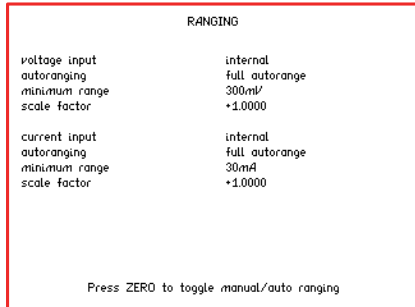 RANGING
voltage input internal
autoranging full autorange
minimum range 300mV
scale factor +1.0000
current input internal
autoranging full autorange
minimum range 30mA
scale factor +1.0000
Press ZERO to toggle manual/auto ranging